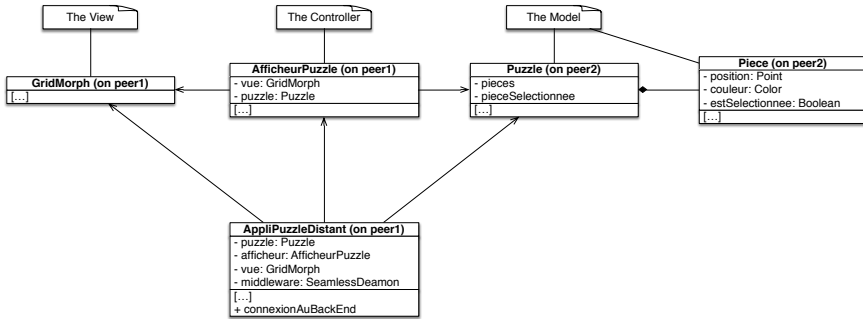 The View
The Controller
The Model
GridMorph (on peer1)
[...]
AfficheurPuzzle (on peer1)
- vue: GridMorph
- puzzle: Puzzle
[...]
Puzzle (on peer2)
- pieces
- pieceSelectionnee
[...]
Piece (on peer2)
- position: Point
- couleur: Color
- estSelectionnee: Boolean
[...]
AppliPuzzleDistant (on peer1)
- puzzle: Puzzle
- afficheur: AfficheurPuzzle
- vue: GridMorph
- middleware: SeamlessDeamon
[...]
+ connexionAuBackEnd